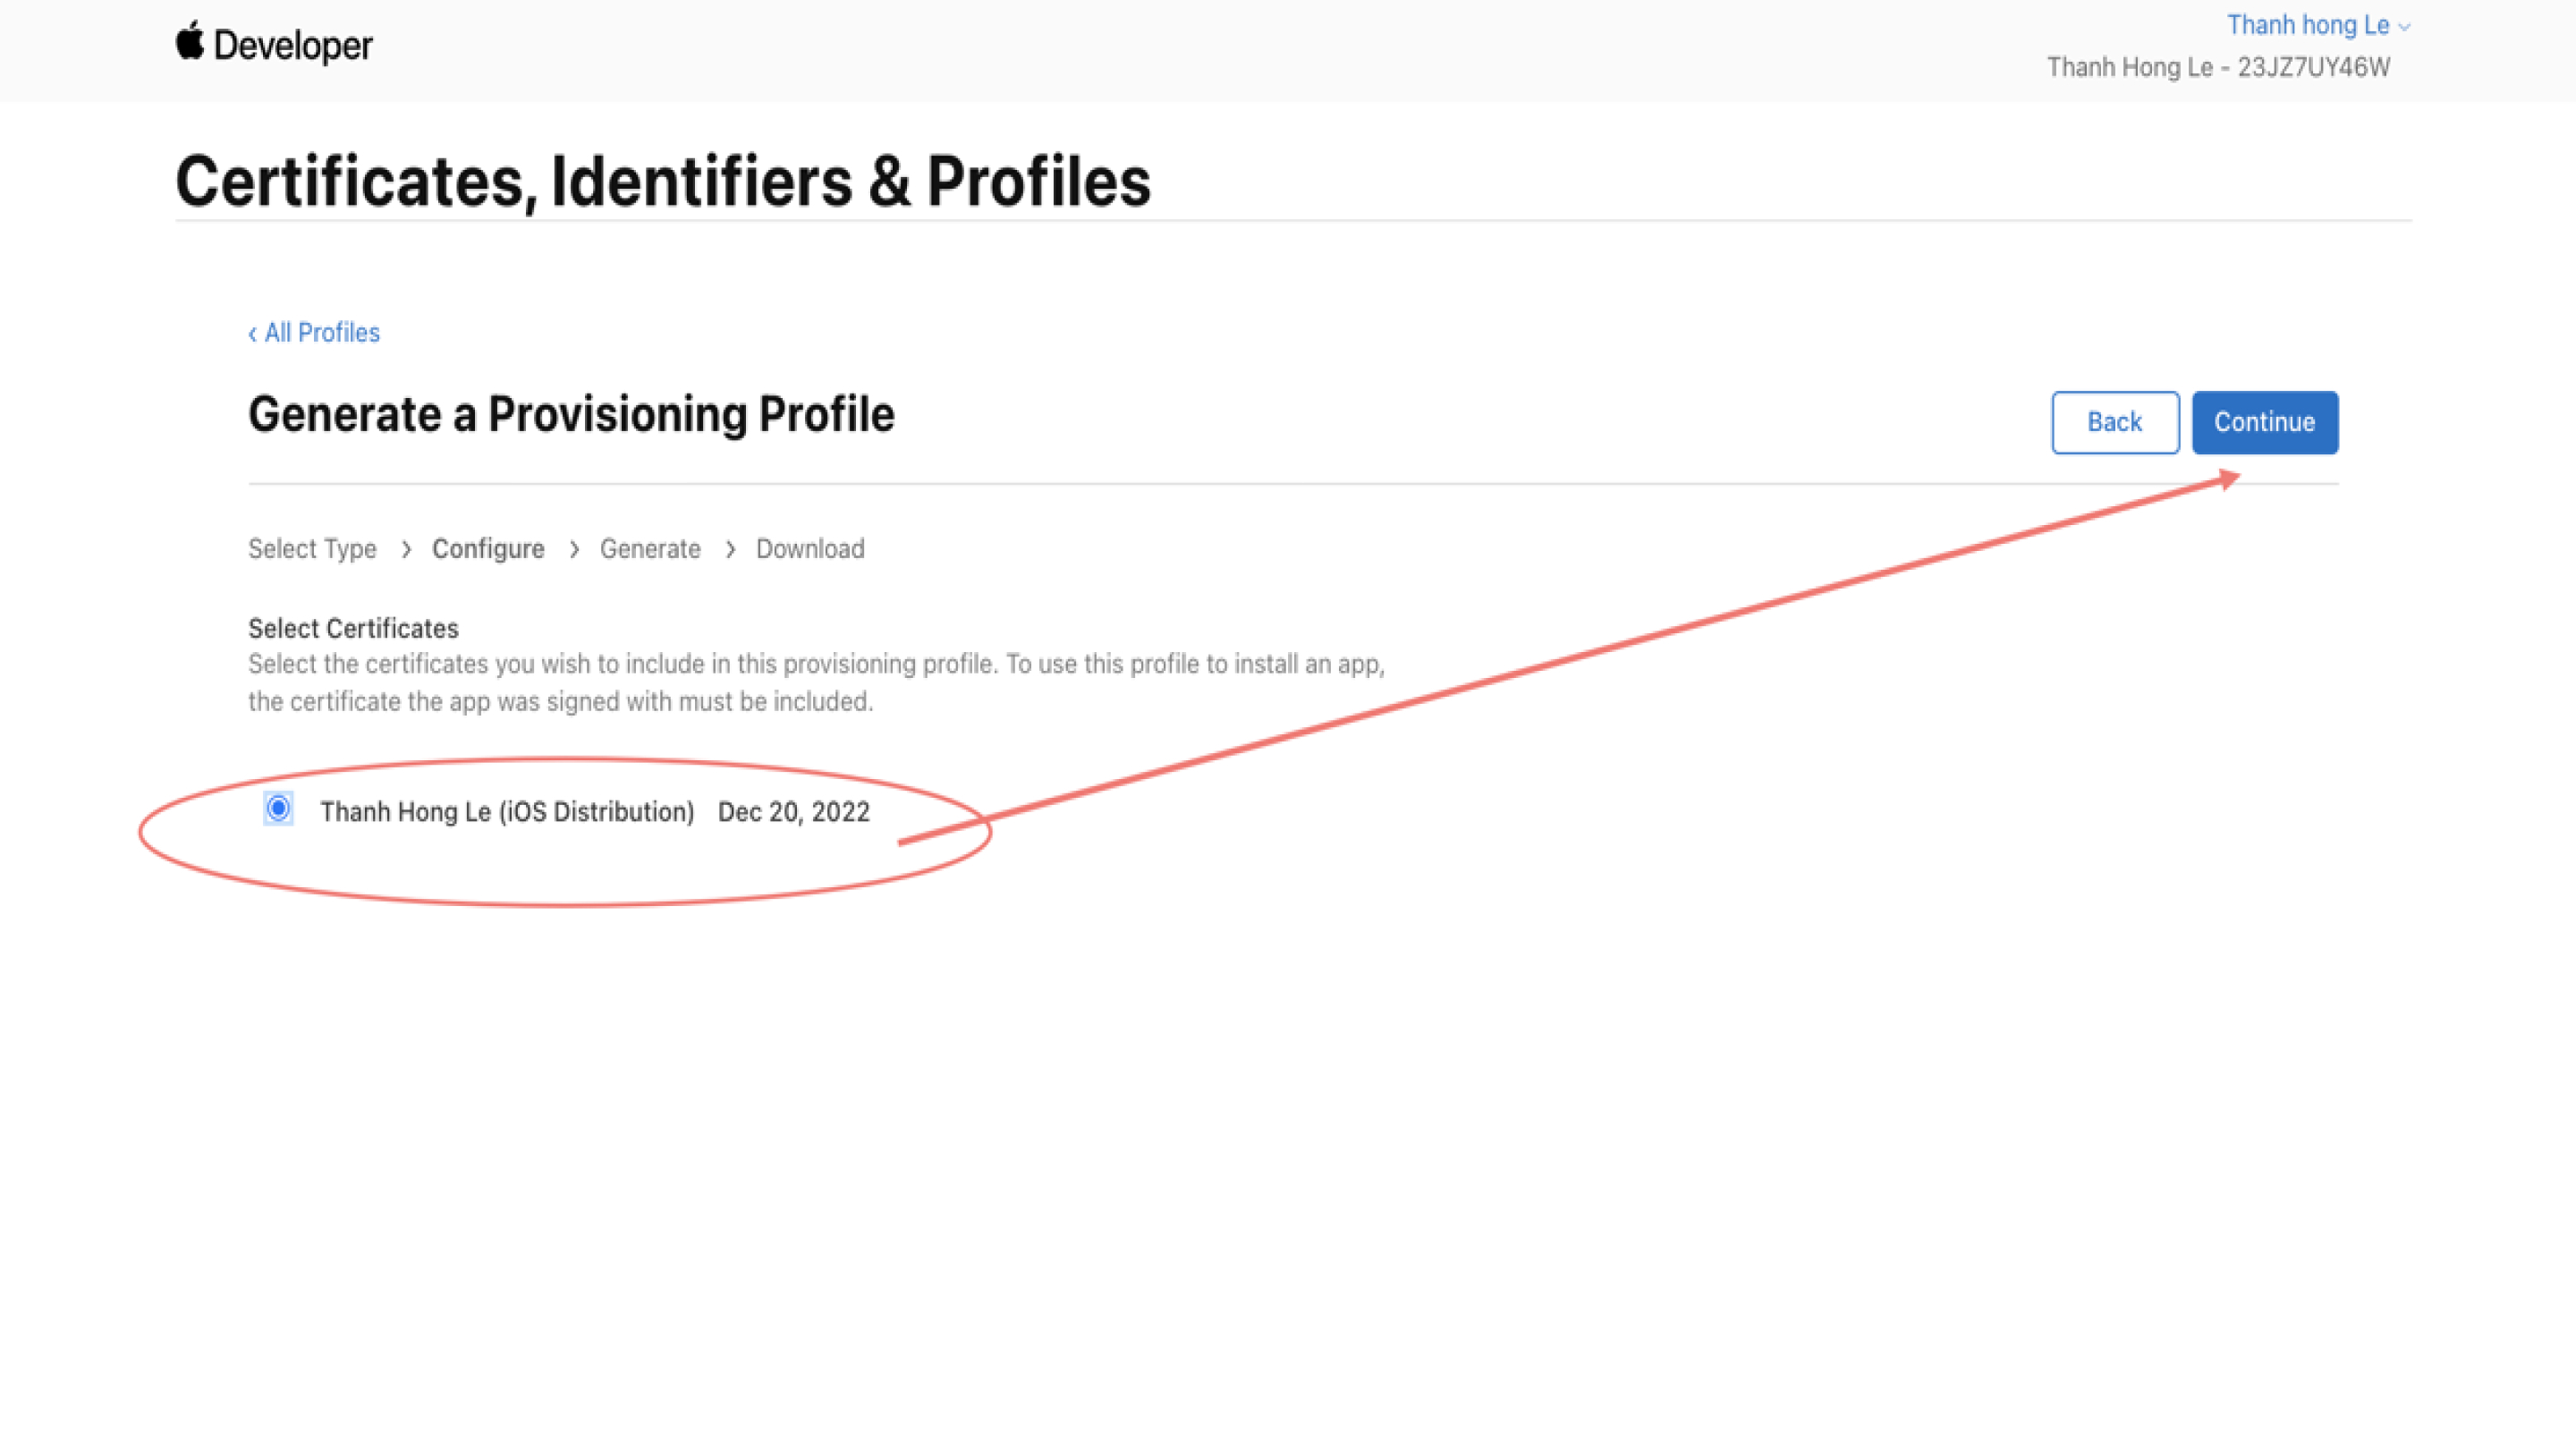 Developer
Thanh hong Le
Thanh Hong Le - 23JZ7UY46W
Certificates, Identifiers & Profiles
‹ All Profiles
Generate a Provisioning Profile
Back
Continue
Select Type > Configure > Generate > Download
Select Certificates
Select the certificates you wish to include in this provisioning profile. To use this profile to install an app,
the certificate the app was signed with must be included.
Thanh Hong Le (iOS Distribution) Dec 20, 2022